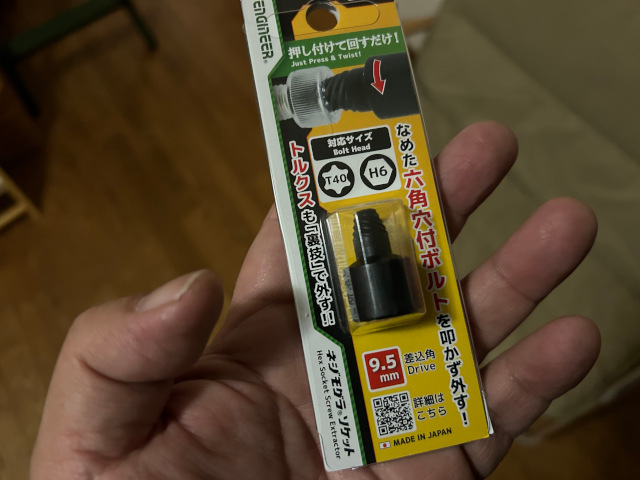 ENGINEER®
押し付けて回すだけ!
Just Press & Twist!
対応サイズ
Bolt Head
T40
H6
なめた六角穴付ボルトを叩かず外す!
トルクスも「裏技」で外す!!
9.5
mm
差込角
Drive
詳細は
こちら
ネジモグラ®ソケット
Hex Socket Screw Extractor
MADE IN JAPAN